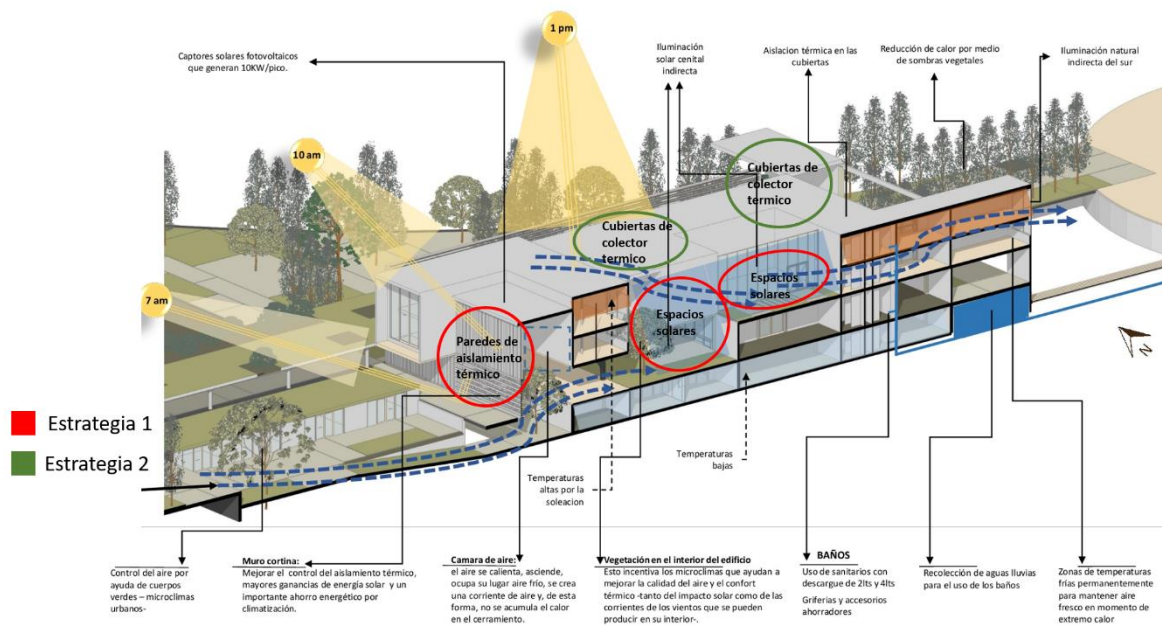 1 pm
Captores solares fotovoltaicos
que generan 10KW/pico.
Iluminación
solar cenital
indirecta
Aislacion térmica en las
cubiertas
Reducción de calor por medio
de sombras vegetales
Iluminación natural
indirecta del sur
10 am
7 am
Cubiertas de
colector
termico
Cubiertas de
colector
termico
Espacios
solares
Espacios
solares
Paredes de
aislamiento
térmico
N
Estrategia 1
Estrategia 2
Temperaturas
altas por la
soleacion
Temperaturas
bajas
Control del aire por
ayuda de cuerpos
verdes – microclimas
urbanos-
Muro cortina:
Mejorar el control del aislamiento térmico,
mayores ganancias de energía solar y un
importante ahorro energético por
climatización.
Camara de aire:
el aire se calienta, asciende,
ocupa su lugar aire frio, se crea
una corriente de aire y, de esta
forma, no se acumula el calor
en el cerramiento.
Vegetación en el interior del edificio
Esto incentiva los microclimas que ayudan a
mejorar la calidad del aire y el confort
térmico -tanto del impacto solar como de las
corrientes de los vientos que se pueden
producir en su interior-.
BAÑOS
Uso de sanitarios con
descargue de 2lts y 4lts
Griferias y accesorios
ahorradores
Recolección de aguas lluvias
para el uso de los baños
Zonas de temperaturas
frías permanentemente
para mantener aire
fresco en momento de
extremo calor